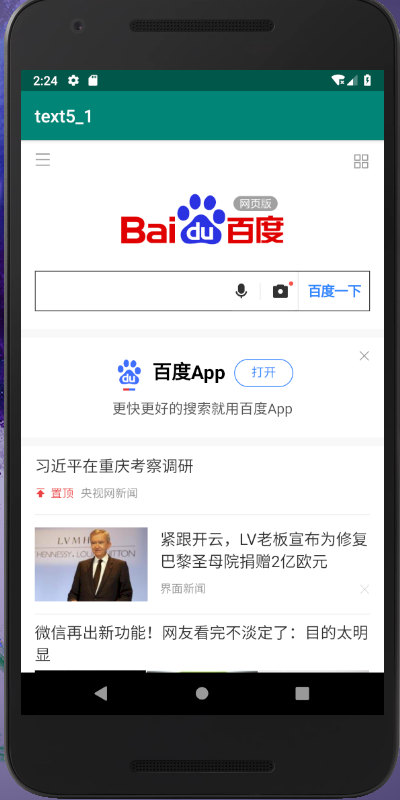 2:24
text5_1
网页版
Bai du 百度
百度一下
du
百度App
打开
更快更好的搜索就用百度App
习近平在重庆考察调研
置顶 央视网新闻
LVMH
HENNESSY. LOUIS VUITTON
紧跟开云，LV老板宣布为修复
巴黎圣母院捐赠2亿欧元
界面新闻
微信再出新功能！网友看完不淡定了：目的太明
显